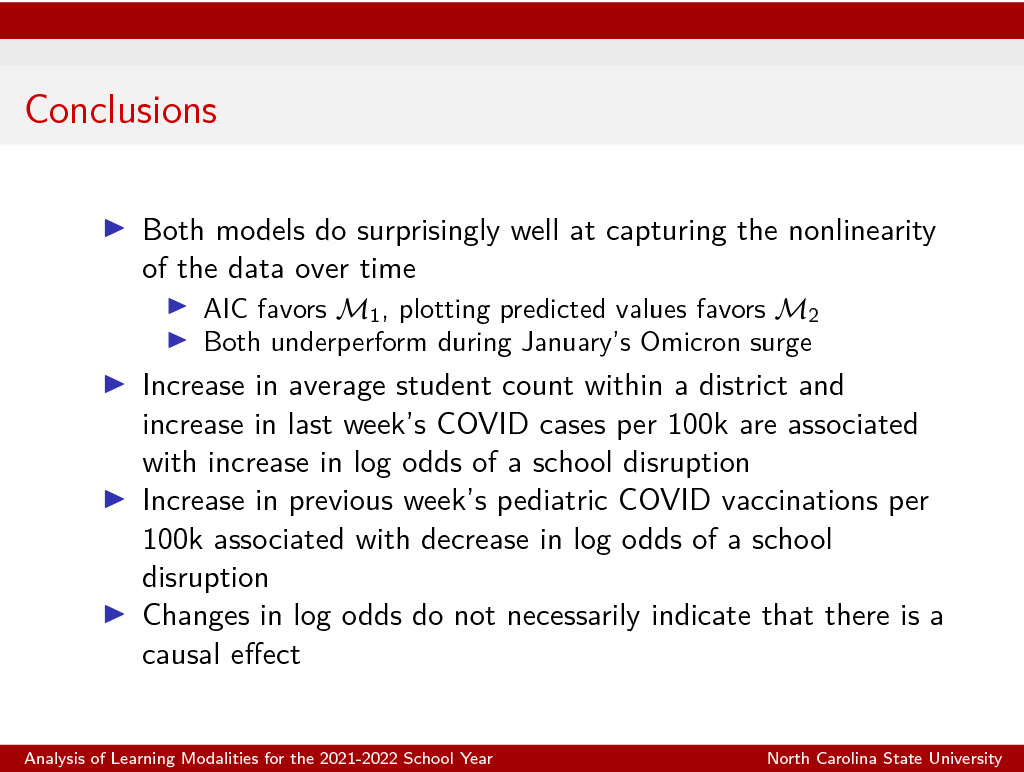 Conclusions
Both models do surprisingly well at capturing the nonlinearity
of the data over time
AIC favors ℳ₁, plotting predicted values favors ℳ₂
Both underperform during January's Omicron surge
Increase in average student count within a district and
increase in last week's COVID cases per 100k are associated
with increase in log odds of a school disruption
Increase in previous week's pediatric COVID vaccinations per
100k associated with decrease in log odds of a school
disruption
Changes in log odds do not necessarily indicate that there is a
causal effect
Analysis of Learning Modalities for the 2021-2022 School Year
North Carolina State University